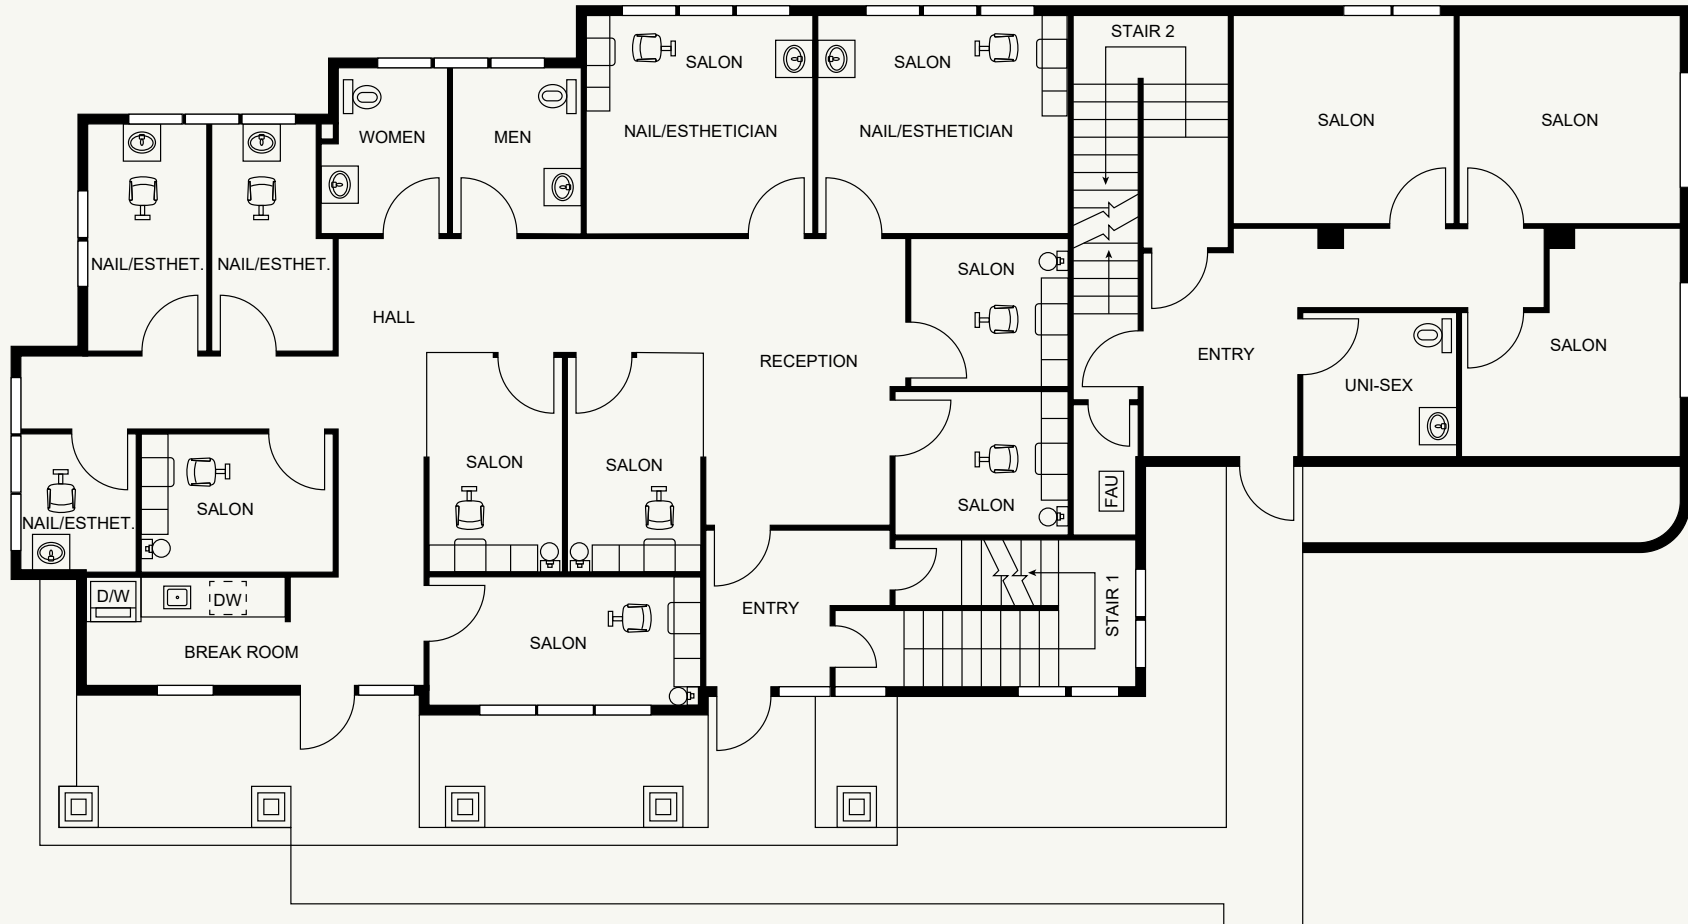 STAIR 2
SALON
NAIL/ESTHETICIAN
SALON
NAIL/ESTHETICIAN
SALON
SALON
WOMEN
MEN
NAIL/ESTHET.
NAIL/ESTHET.
SALON
HALL
RECEPTION
ENTRY
SALON
UNI-SEX
SALON
SALON
SALON
FAU
SALON
NAIL/ESTHET.
D/W
DW
ENTRY
STAIR 1
SALON
BREAK ROOM